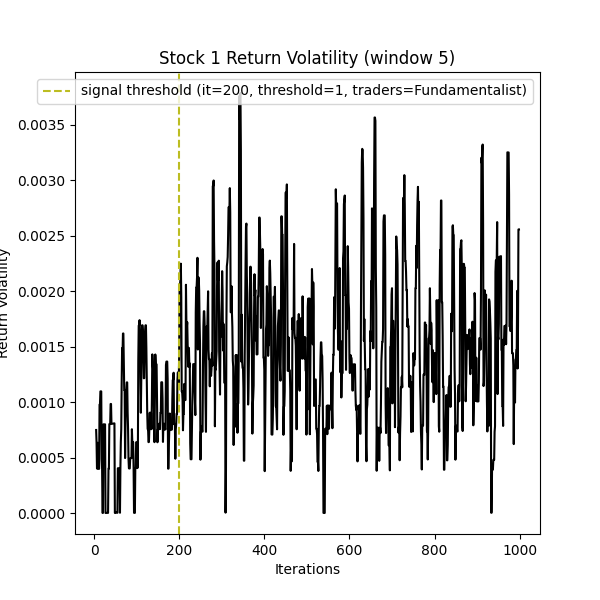 Stock 1 Return Volatility (window 5)
signal threshold (it=200, threshold=1, traders=Fundamentalist)
0.0035
0.0030
0.0025
0.0020
0.0015
0.0010
0.0005
0.0000
Return Volatility
0 200 400 600 800 1000
Iterations